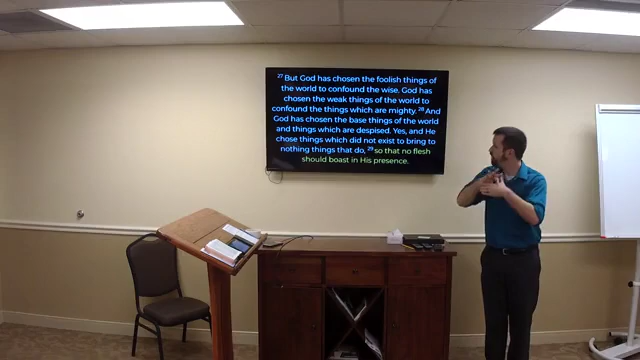 27 But God has chosen the foolish things of
the world to confound the wise. God has
chosen the weak things of the world to
confound the things which are mighty. 28 And
God has chosen the base things of the world
and things which are despised. Yes, and He
chose things which did not exist to bring to
nothing things that do, 29 so that no flesh
should boast in His presence.